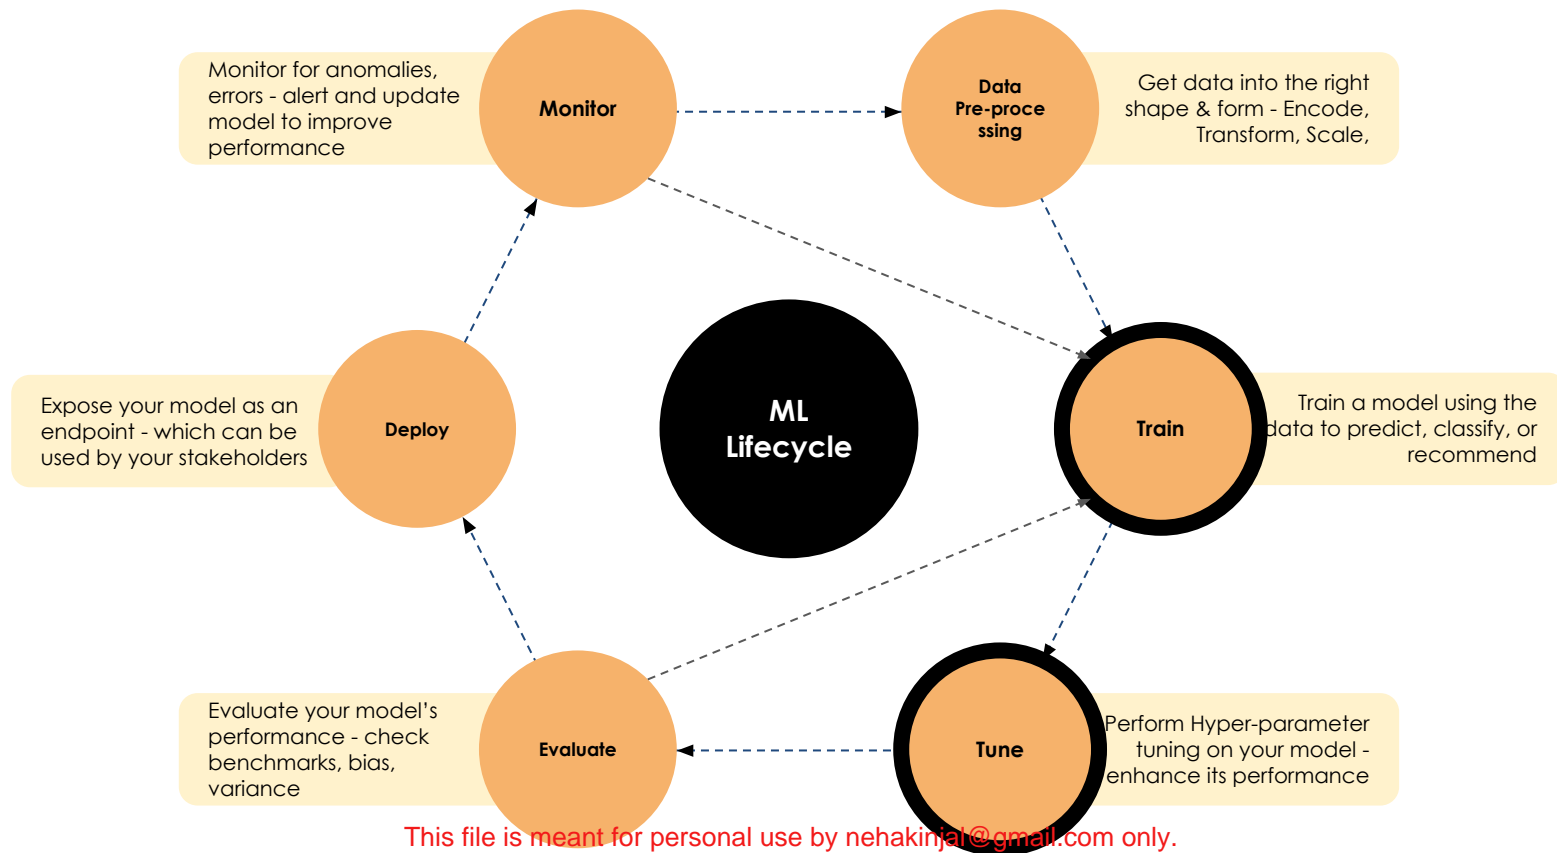 Monitor for anomalies,
errors - alert and update
model to improve
performance
Monitor
Data
Pre-proce
ssing
Get data into the right
shape & form - Encode,
Transform, Scale,
Expose your model as an
endpoint - which can be
used by your stakeholders
Deploy
ML
Lifecycle
Train
Train a model using the
data to predict, classify, or
recommend
Evaluate your model’s
performance - check
benchmarks, bias,
variance
Evaluate
Tune
Perform Hyper-parameter
tuning on your model -
enhance its performance
This file is meant for personal use by nehakinjal@gmail.com only.